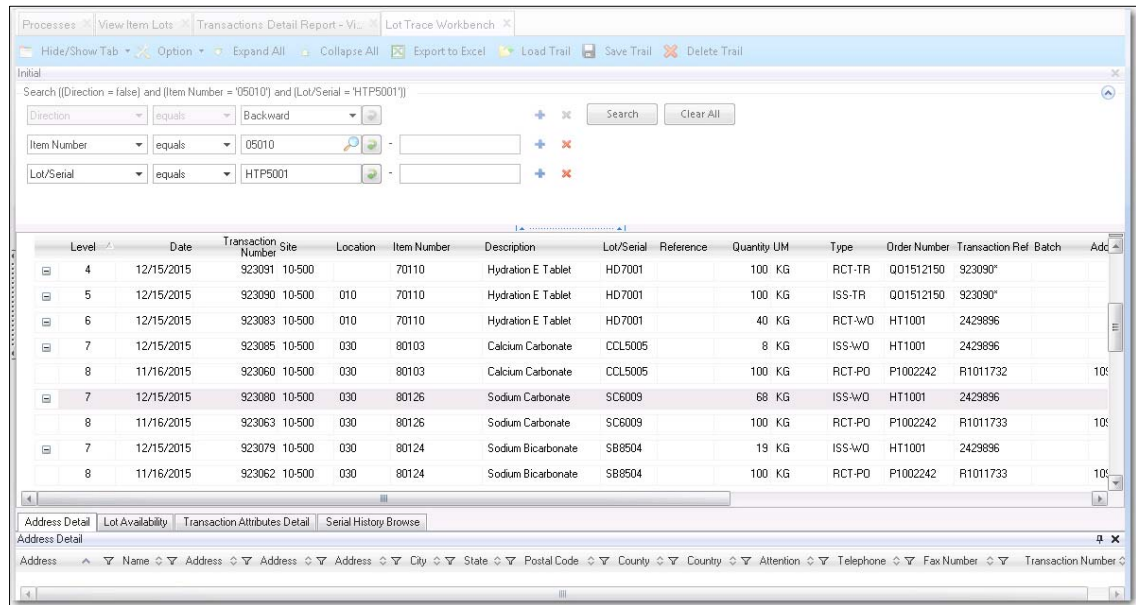 Processes View Item Lots Transactions Detail Report - Vi... Lot Trace Workbench
Hide/Show Tab Option Expand All Collapse All Export to Excel Load Trail Save Trail Delete Trail
Initial
Search ((Direction = false) and (Item Number = '05010') and (Lot/Serial = 'HTP5001'))
Direction equals Backward Search Clear All
Item Number equals 05010 -
Lot/Serial equals HTP5001 -
Level Date Transaction Number Site Location Item Number Description Lot/Serial Reference Quantity UM Type Order Number Transaction Ref Batch Add
4 12/15/2015 923091 10-500 70110 Hydration E Tablet HD7001 100 KG RCT-TR QO1512150 923090*
5 12/15/2015 923090 10-500 010 70110 Hydration E Tablet HD7001 100 KG ISS-TR QO1512150 923090*
6 12/15/2015 923083 10-500 010 70110 Hydration E Tablet HD7001 40 KG RCT-WO HT1001 2429896
7 12/15/2015 923085 10-500 030 80103 Calcium Carbonate CCL5005 8 KG ISS-WO HT1001 2429896
8 11/16/2015 923060 10-500 030 80103 Calcium Carbonate CCL5005 100 KG RCT-PO P1002242 R1011732 109
7 12/15/2015 923080 10-500 030 80126 Sodium Carbonate SC6009 68 KG ISS-WO HT1001 2429896
8 11/16/2015 923063 10-500 030 80126 Sodium Carbonate SC6009 100 KG RCT-PO P1002242 R1011733 109
7 12/15/2015 923079 10-500 030 80124 Sodium Bicarbonate SB8504 19 KG ISS-WO HT1001 2429896
8 11/16/2015 923062 10-500 030 80124 Sodium Bicarbonate SB8504 100 KG RCT-PO P1002242 R1011733 109
Address Detail Lot Availability Transaction Attributes Detail Serial History Browse
Address Detail
Address Name Address Address Address City State Postal Code County Country Attention Telephone Fax Number Transaction Number